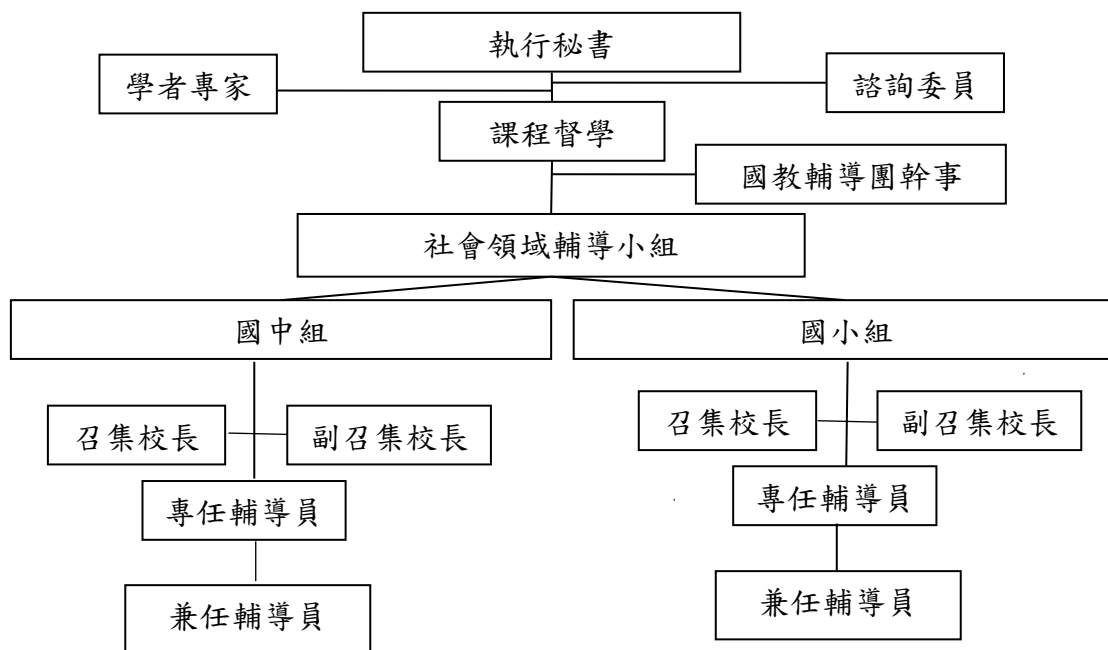 執行秘書
學者專家
諮詢委員
課程督學
國教輔導團幹事
社會領域輔導小組
國中組
國小組
召集校長
副召集校長
召集校長
副召集校長
專任輔導員
專任輔導員
兼任輔導員
兼任輔導員